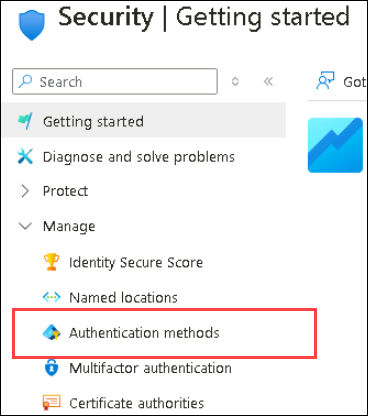 Security | Getting started
Search
Got
Getting started
Diagnose and solve problems
Protect
Manage
Identity Secure Score
Named locations
Authentication methods
Multifactor authentication
Certificate authorities